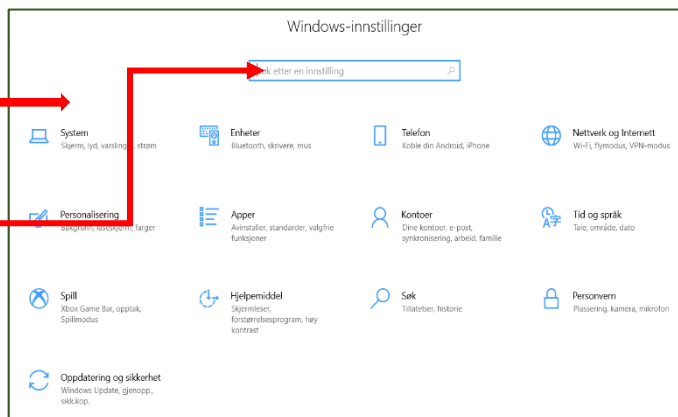 Windows-innstillinger
etter en innstilling
System
Skjerm, lyd, varslinger, strøm
Enheter
Bluetooth, skrivere, mus
Telefon
Koble din Android, iPhone
Nettverk og Internett
Wi-Fi, flymodus, VPN-modus
Personalisering
Bakgrunn, låseskjerm, farger
Apper
Avinstaller, standarder, valgfrie
funksjoner
Kontoer
Dine kontoer, e-post,
synkronisering, arbeid, familie
Tid og språk
Tale, område, dato
Spill
Xbox Game Bar, opptak,
Spillmodus
Hjelpemiddel
Skjermleser,
forstørrelsesprogram, høy
kontrast
Søk
Tillatelser, historie
Personvern
Plassering, kamera, mikrofon
Oppdatering og sikkerhet
Windows Update, gjenopp.,
sikk.kop.